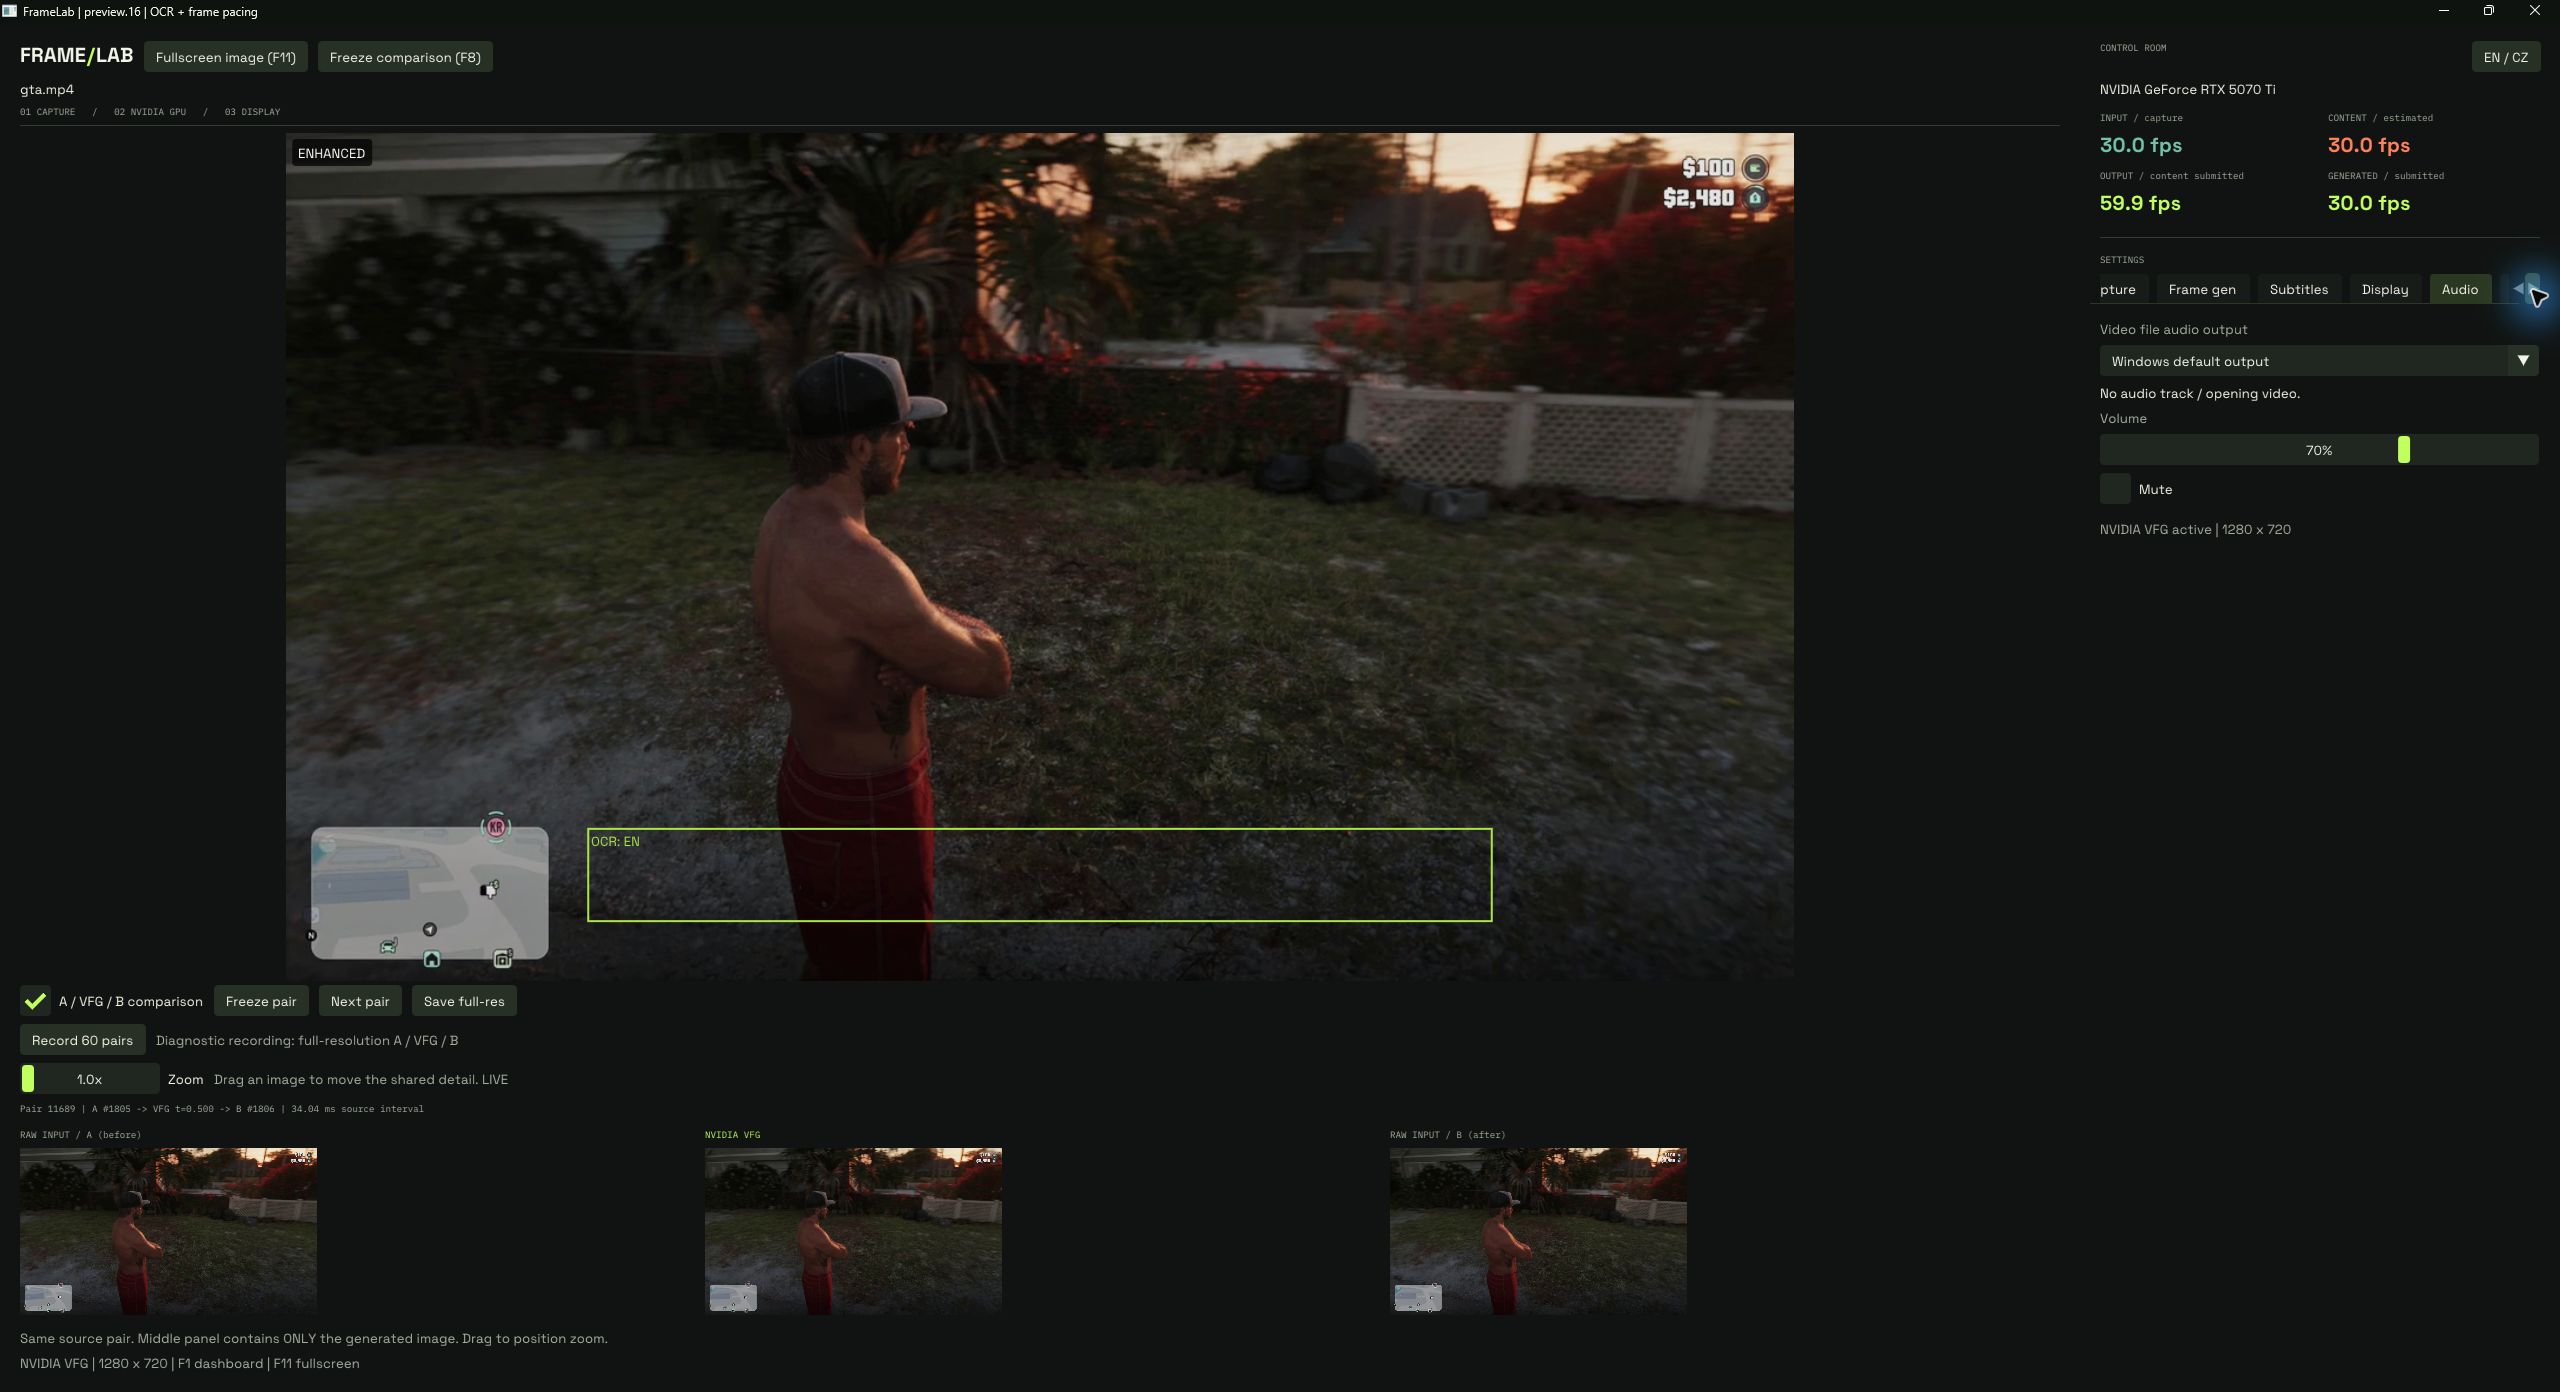 FrameLab | preview.16 | OCR + frame pacing
FRAME/LAB
Fullscreen image (F11)
Freeze comparison (F8)
gta.mp4
01 CAPTURE / 02 NVIDIA GPU / 03 DISPLAY
ENHANCED
$100
$2,480
KR
N
OCR: EN
A / VFG / B comparison
Freeze pair
Next pair
Save full-res
Record 60 pairs
Diagnostic recording: full-resolution A / VFG / B
1.0x
Zoom
Drag an image to move the shared detail. LIVE
Pair 11689 | A #1805 -> VFG t=0.500 -> B #1806 | 34.04 ms source interval
RAW INPUT / A (before)
NVIDIA VFG
RAW INPUT / B (after)
Same source pair. Middle panel contains ONLY the generated image. Drag to position zoom.
NVIDIA VFG | 1280 x 720 | F1 dashboard | F11 fullscreen
CONTROL ROOM
EN / CZ
NVIDIA GeForce RTX 5070 Ti
INPUT / capture
CONTENT / estimated
30.0 fps
30.0 fps
OUTPUT / content submitted
GENERATED / submitted
59.9 fps
30.0 fps
SETTINGS
pture
Frame gen
Subtitles
Display
Audio
Video file audio output
Windows default output
No audio track / opening video.
Volume
70%
Mute
NVIDIA VFG active | 1280 x 720